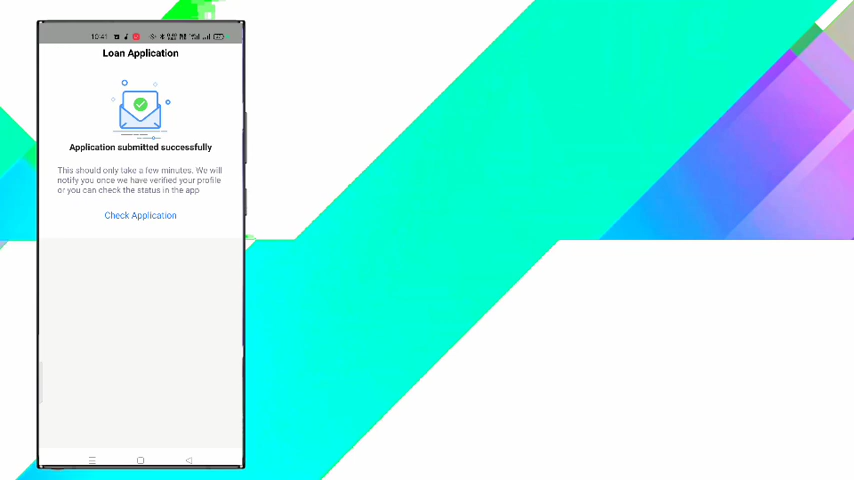 10:41
Loan Application
Application submitted successfully
This should only take a few minutes. We will
notify you once we have verified your profile
or you can check the status in the app
Check Application